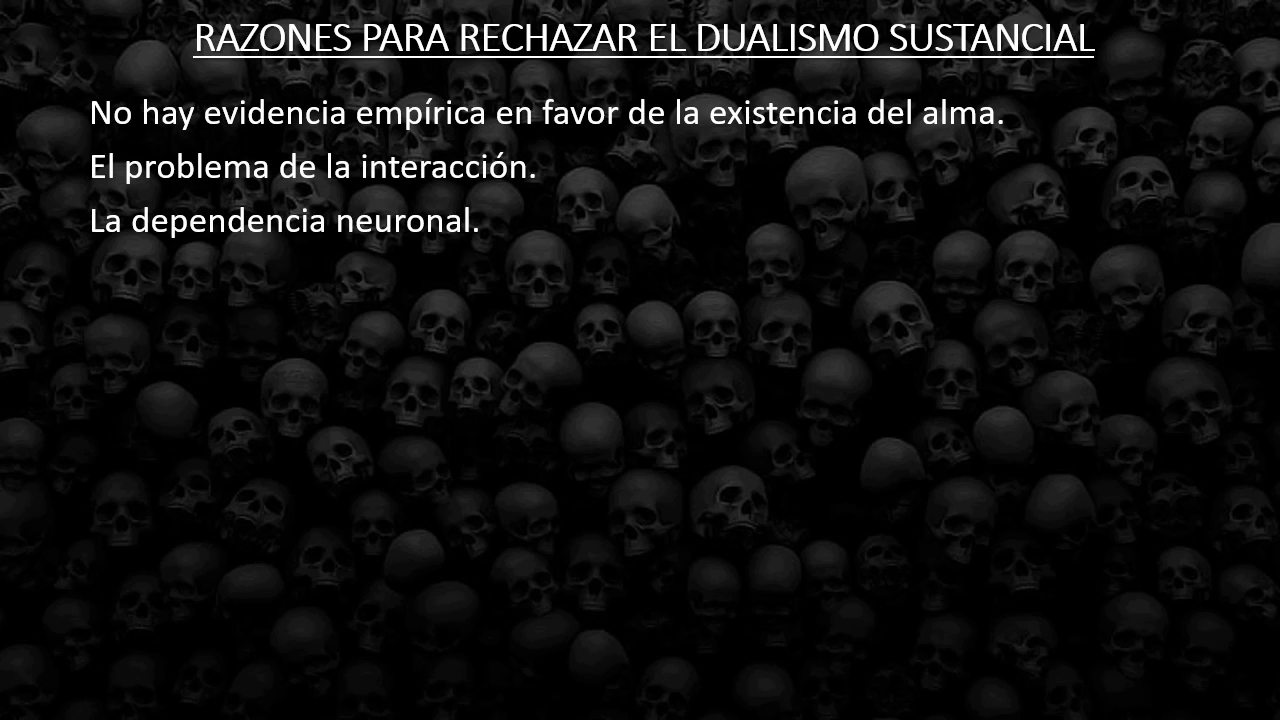 RAZONES PARA RECHAZAR EL DUALISMO SUSTANCIAL
No hay evidencia empírica en favor de la existencia del alma.
El problema de la interacción.
La dependencia neuronal.